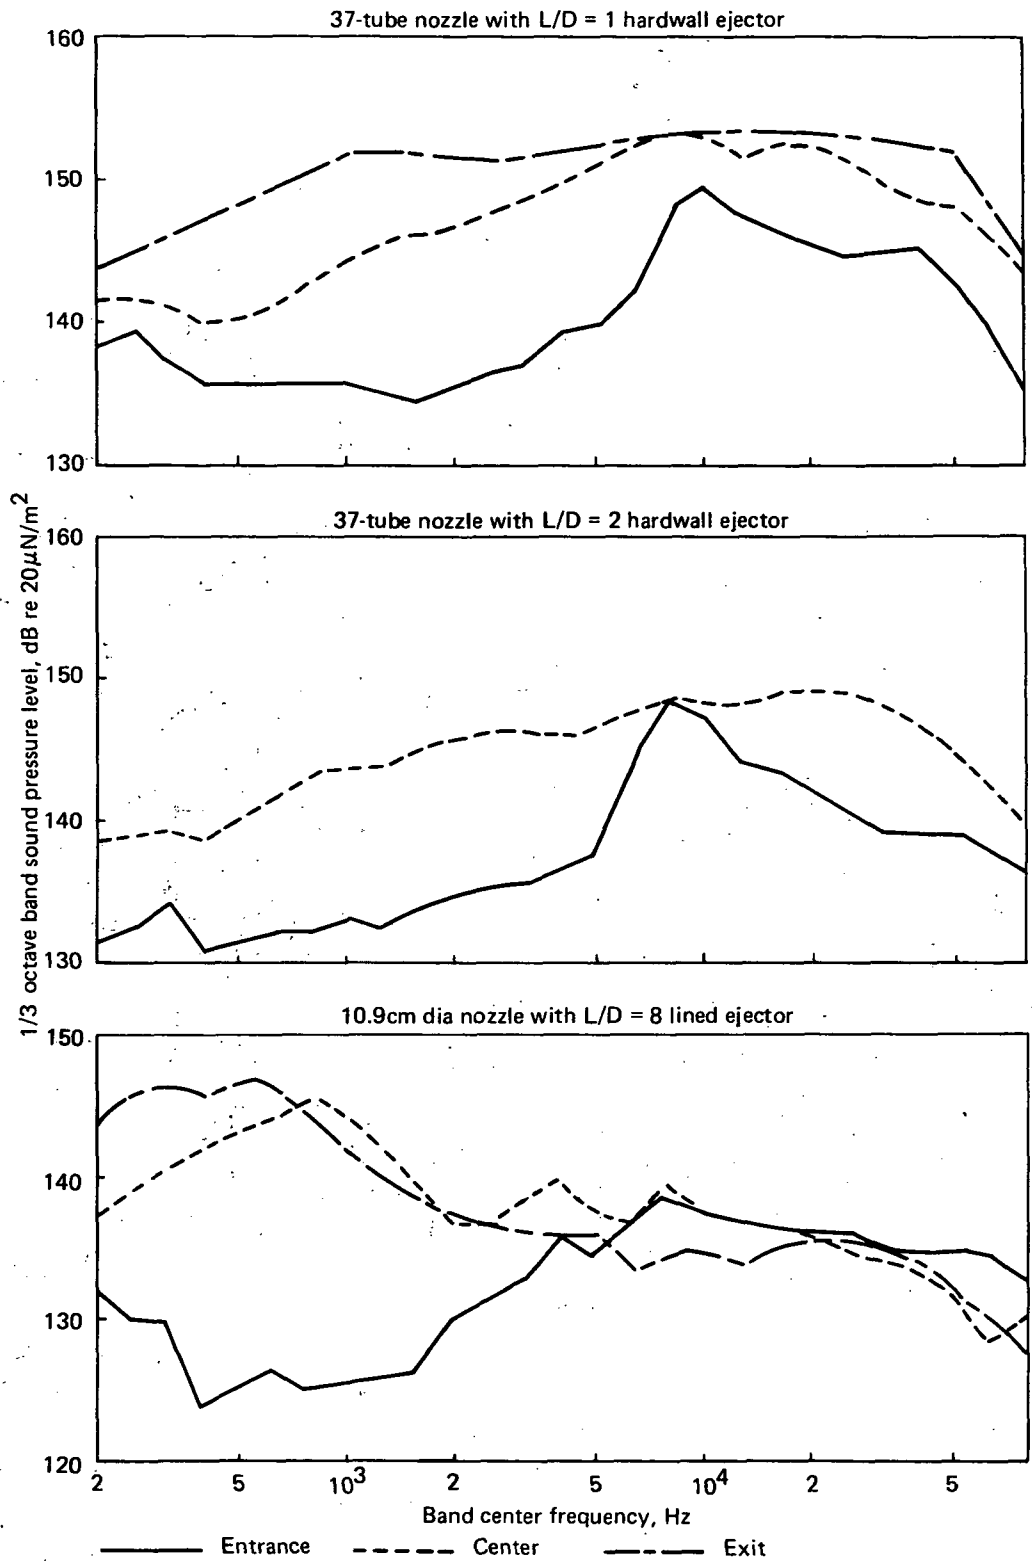 37-tube nozzle with L/D = 1 hardwall ejector
160
150
140
130
37-tube nozzle with L/D = 2 hardwall ejector
160
150
140
130
1/3 octave band sound pressure level, dB re 20μN/m²
10.9cm dia nozzle with L/D = 8 lined ejector
150
140
130
120
2 5 10³ 2 5 10⁴ 2 5
Band center frequency, Hz
Entrance Center Exit